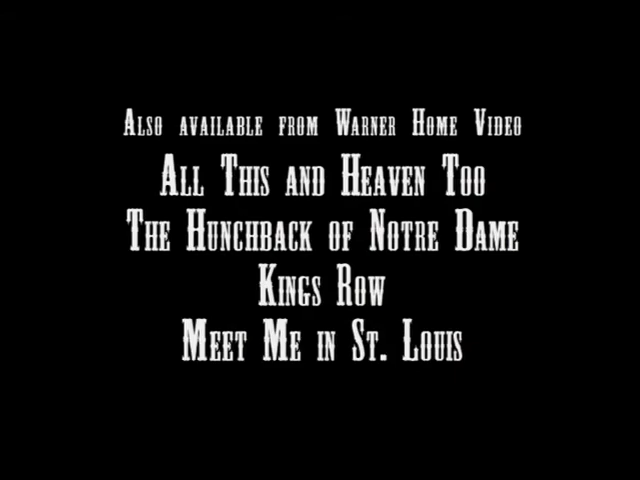 Also available from Warner Home Video
All This and Heaven Too
The Hunchback of Notre Dame
Kings Row
Meet Me in St. Louis